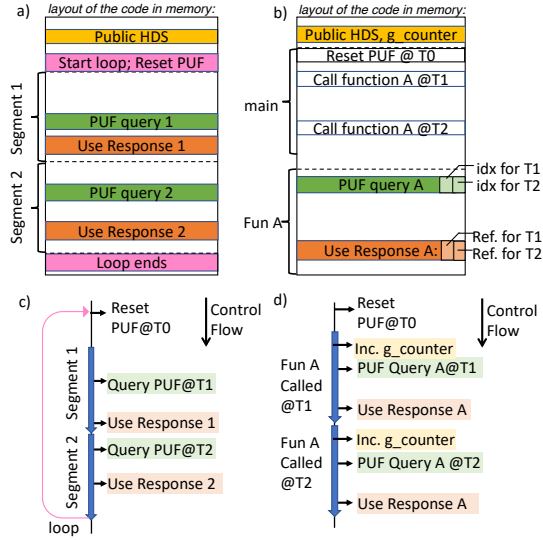 a)
layout of the code in memory:
Public HDS
Start loop; Reset PUF
Segment 1
PUF query 1
Use Response 1
Segment 2
PUF query 2
Use Response 2
Loop ends
b)
layout of the code in memory:
Public HDS, g_counter
Reset PUF @ T0
main
Call function A @T1
Call function A @T2
Fun A
PUF query A
idx for T1
idx for T2
Use Response A:
Ref. for T1
Ref. for T2
c)
Reset
PUF@T0
Control
Flow
Segment 1
Query PUF@T1
Use Response 1
Segment 2
Query PUF@T2
Use Response 2
loop
d)
Reset
PUF@T0
Control
Flow
Inc. g_counter
Fun A
Called
@T1
PUF Query A@T1
Use Response A
Fun A
Called
@T2
Inc. g_counter
PUF Query A @T2
Use Response A